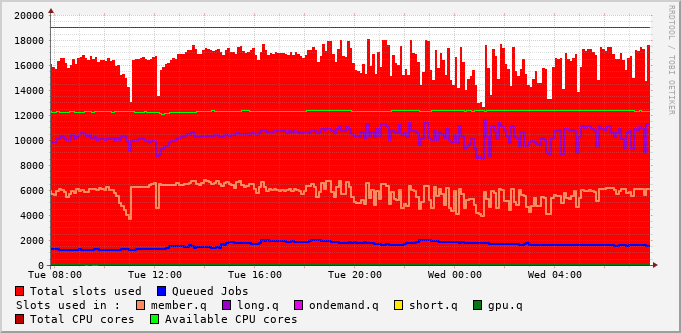 20000
18000
16000
14000
12000
10000
8000
6000
4000
2000
0
Tue 08:00 Tue 12:00 Tue 16:00 Tue 20:00 Wed 00:00 Wed 04:00
Total slots used Queued Jobs
Slots used in : member.q long.q ondemand.q short.q gpu.q
Total CPU cores Available CPU cores
RRDTOOL / TOBI OETIKER